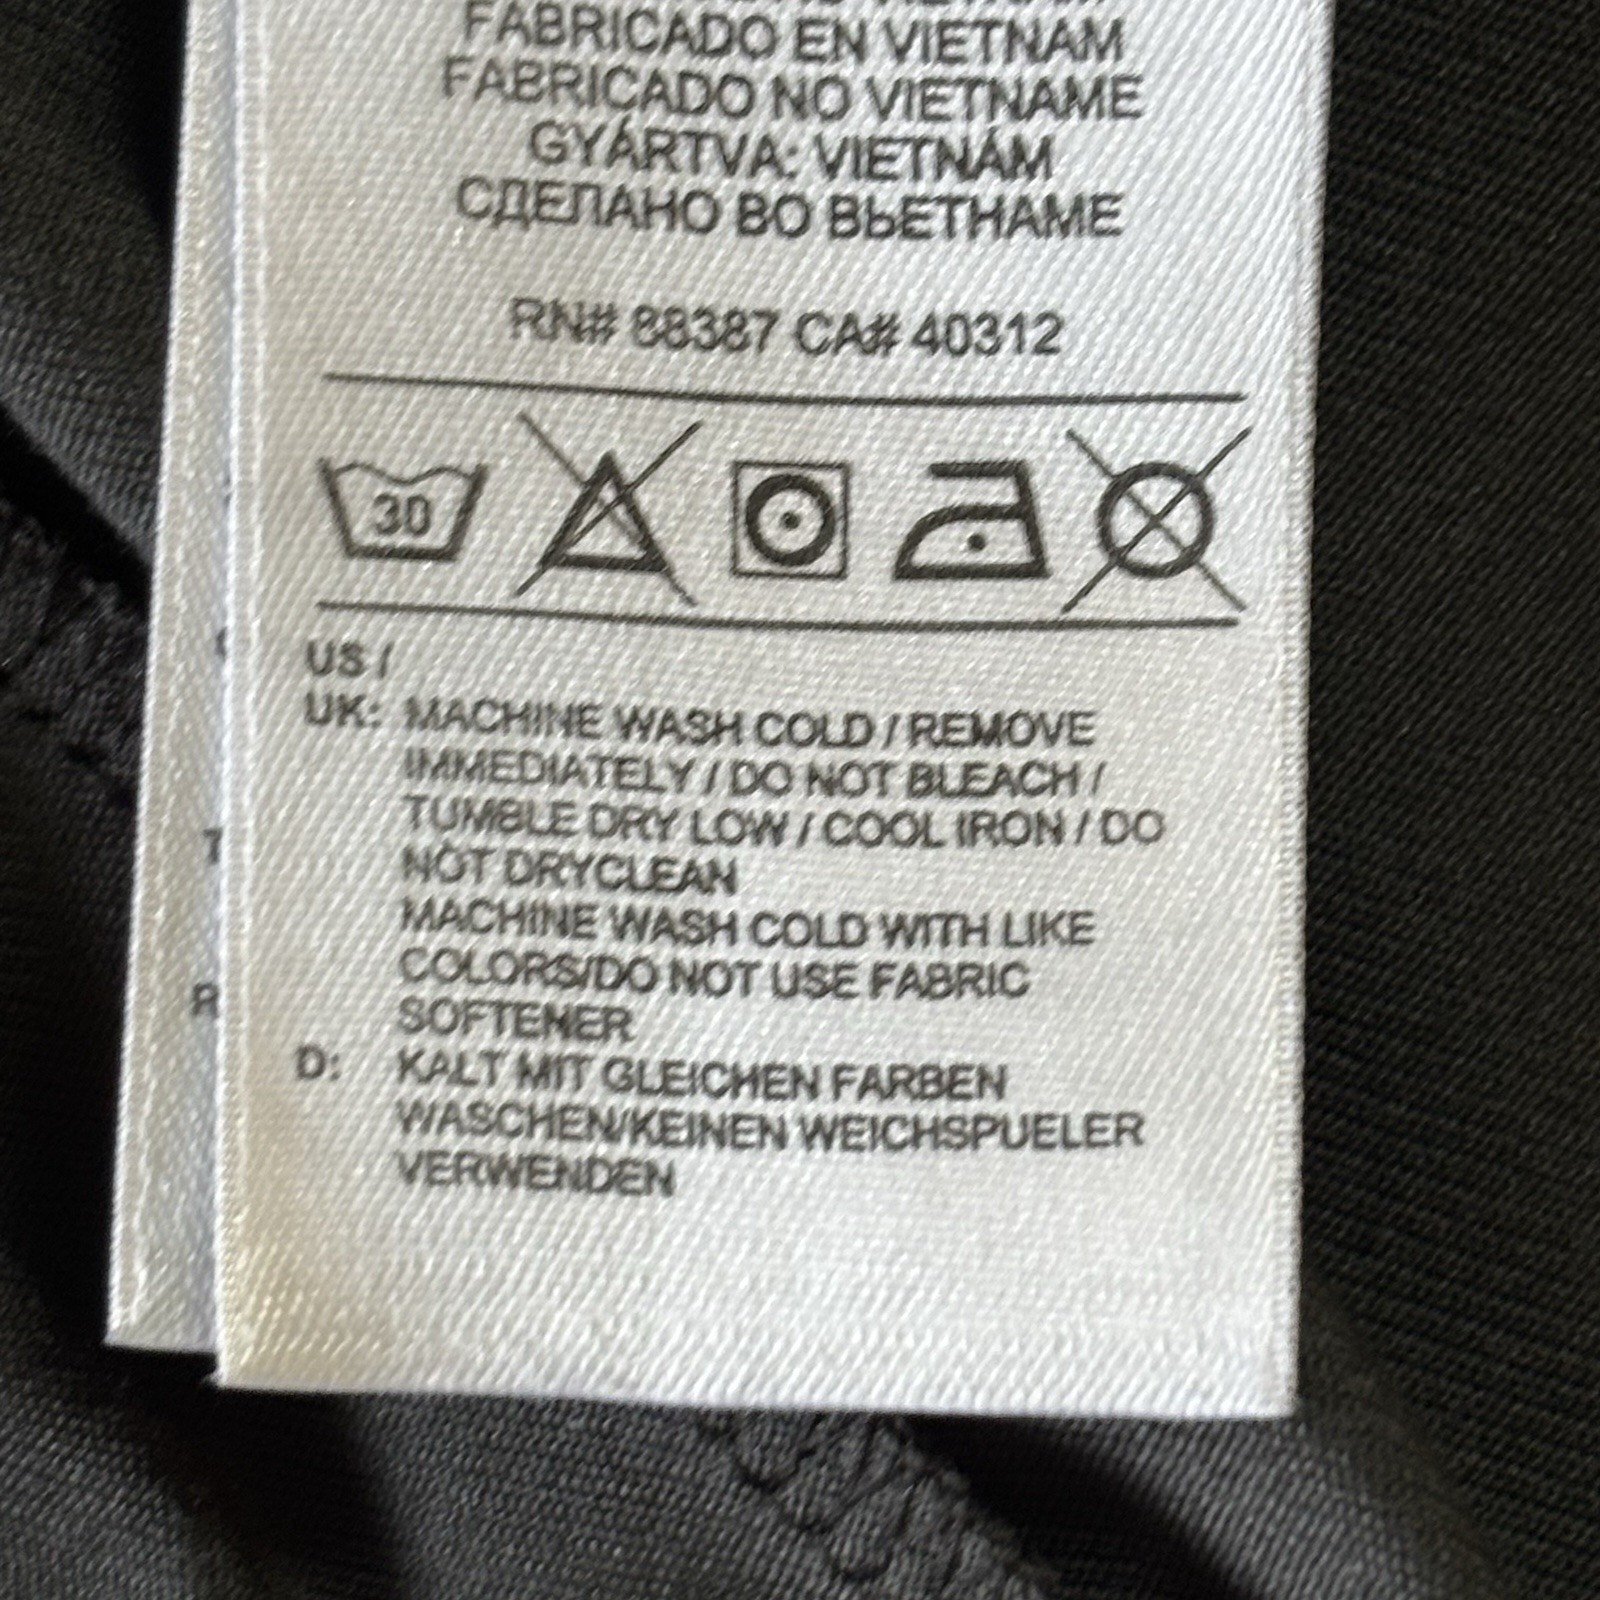 FABRICADO EN VIETNAM
FABRICADO NO VIETNAME
GYÁRTVA: VIETNÁM
СДЕЛАНО ВО ВЬЕТНАМЕ
RN# 88387 CA# 40312
30
US /
UK: MACHINE WASH COLD / REMOVE
IMMEDIATELY / DO NOT BLEACH /
TUMBLE DRY LOW / COOL IRON / DO
NOT DRYCLEAN
MACHINE WASH COLD WITH LIKE
COLORS/DO NOT USE FABRIC
SOFTENER
D: KALT MIT GLEICHEN FARBEN
WASCHEN/KEINEN WEICHSPUELER
VERWENDEN